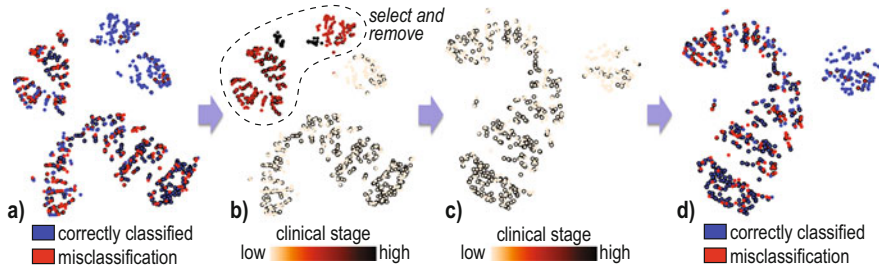 select and
remove
a)
correctly classified
misclassification
b)
clinical stage
low
high
c)
clinical stage
low
high
d)
correctly classified
misclassification